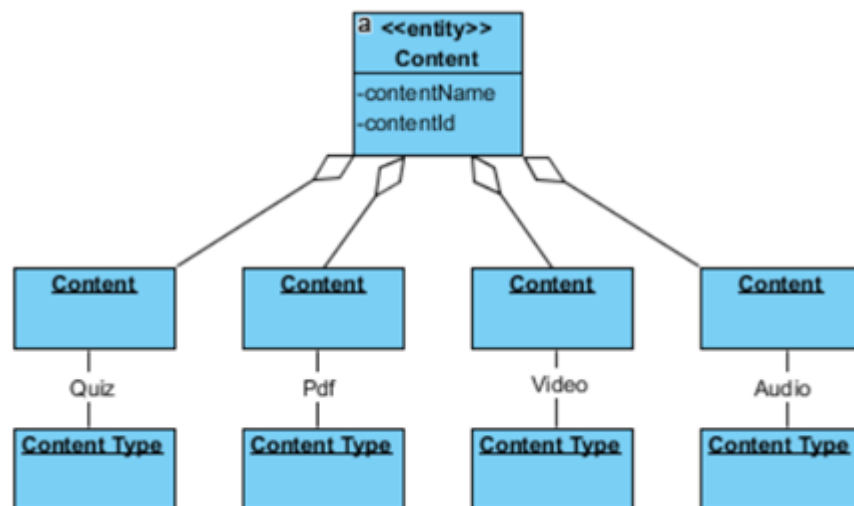 a <<entity>>
Content
-contentName
-contentId
Content Content Content Content
Quiz Pdf Video Audio
Content Type Content Type Content Type Content Type